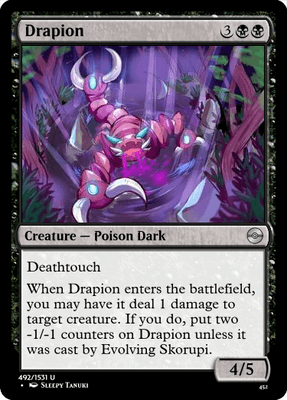 Drapion 3
Creature — Poison Dark
Deathtouch
When Drapion enters the battlefield,
you may have it deal 1 damage to
target creature. If you do, put two
-1/-1 counters on Drapion unless it
was cast by Evolving Skorupi.
4/5
492/1531 U
• SLEEPY TANUKI
451